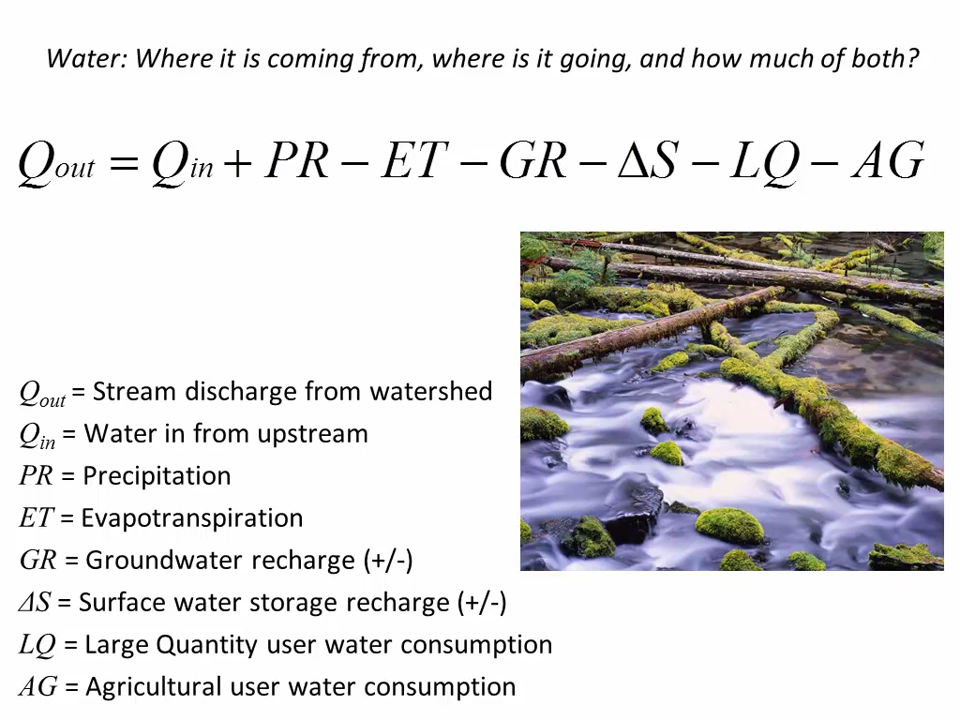 Water: Where it is coming from, where is it going, and how much of both?
Qout = Qin + PR − ET − GR − ΔS − LQ − AG
Qout = Stream discharge from watershed
Qin = Water in from upstream
PR = Precipitation
ET = Evapotranspiration
GR = Groundwater recharge (+/-)
ΔS = Surface water storage recharge (+/-)
LQ = Large Quantity user water consumption
AG = Agricultural user water consumption